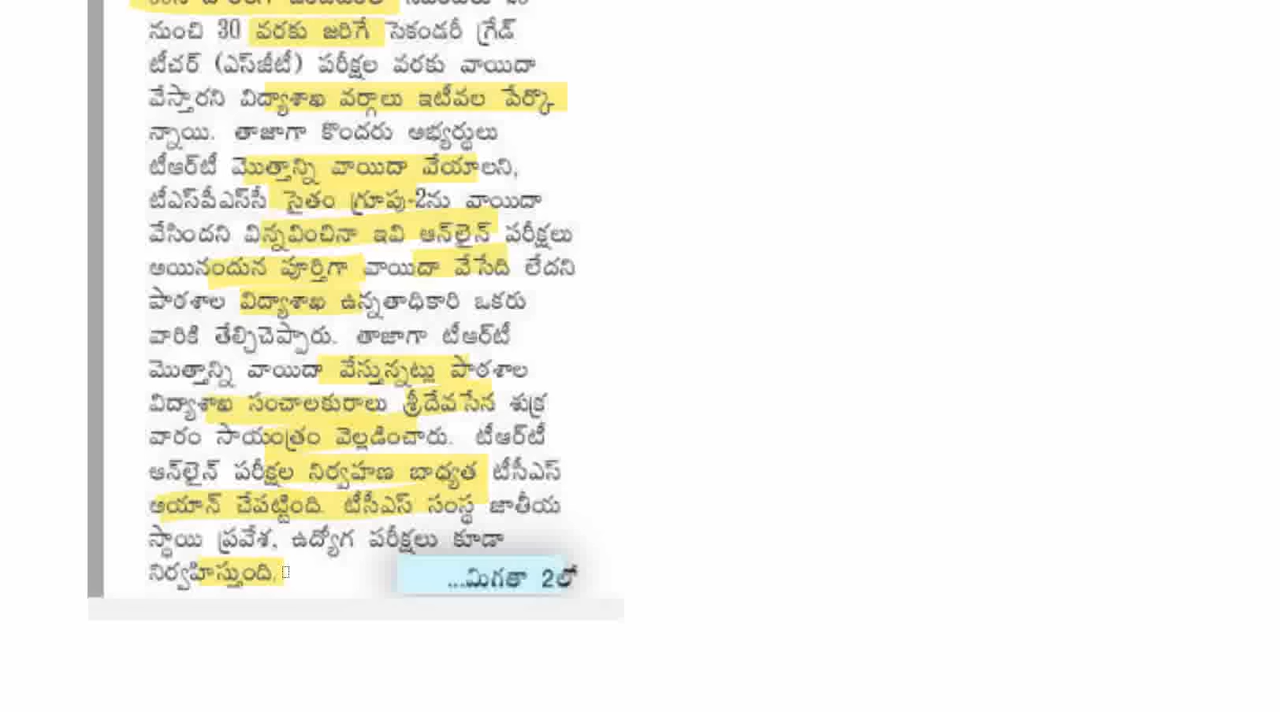 నుంచి 30 వరకు జరిగే సెకండరీ గ్రేడ్
టీచర్ (ఎస్‌జీటీ) పరీక్షల వరకు వాయిదా
వేస్తారని విద్యాశాఖ వర్గాలు ఇటీవల పేర్కొ
న్నాయి. తాజాగా కొందరు అభ్యర్థులు
టీఆర్‌టీ మొత్తాన్ని వాయిదా వేయాలని,
టీఎస్‌పీఎస్‌సీ సైతం గ్రూపు-2ను వాయిదా
వేసిందని విన్నవించినా ఇవి ఆన్‌లైన్ పరీక్షలు
అయినందున పూర్తిగా వాయిదా వేసేది లేదని
పాఠశాల విద్యాశాఖ ఉన్నతాధికారి ఒకరు
వారికి తేల్చిచెప్పారు. తాజాగా టీఆర్‌టీ
మొత్తాన్ని వాయిదా వేస్తున్నట్లు పాఠశాల
విద్యాశాఖ సంచాలకురాలు శ్రీదేవసేన శుక్ర
వారం సాయంత్రం వెల్లడించారు. టీఆర్‌టీ
ఆన్‌లైన్ పరీక్షల నిర్వహణ బాధ్యత టీసీఎస్
అయాన్ చేపట్టింది. టీసీఎస్ సంస్థ జాతీయ
స్థాయి ప్రవేశ, ఉద్యోగ పరీక్షలు కూడా
నిర్వహిస్తుంది.
...మిగతా 2లో